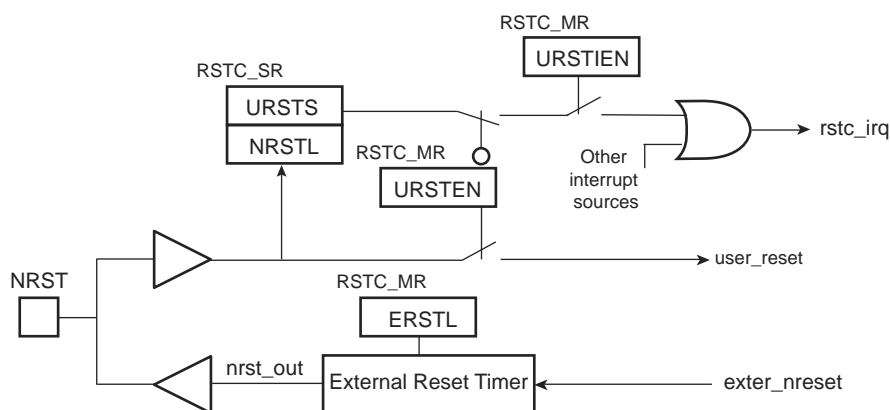 RSTC_MR
URSTIEN
RSTC_SR
URSTS
NRSTL
rstc_irq
RSTC_MR
URSTEN
Other
interrupt
sources
NRST
user_reset
RSTC_MR
ERSTL
nrst_out
External Reset Timer
exter_nreset